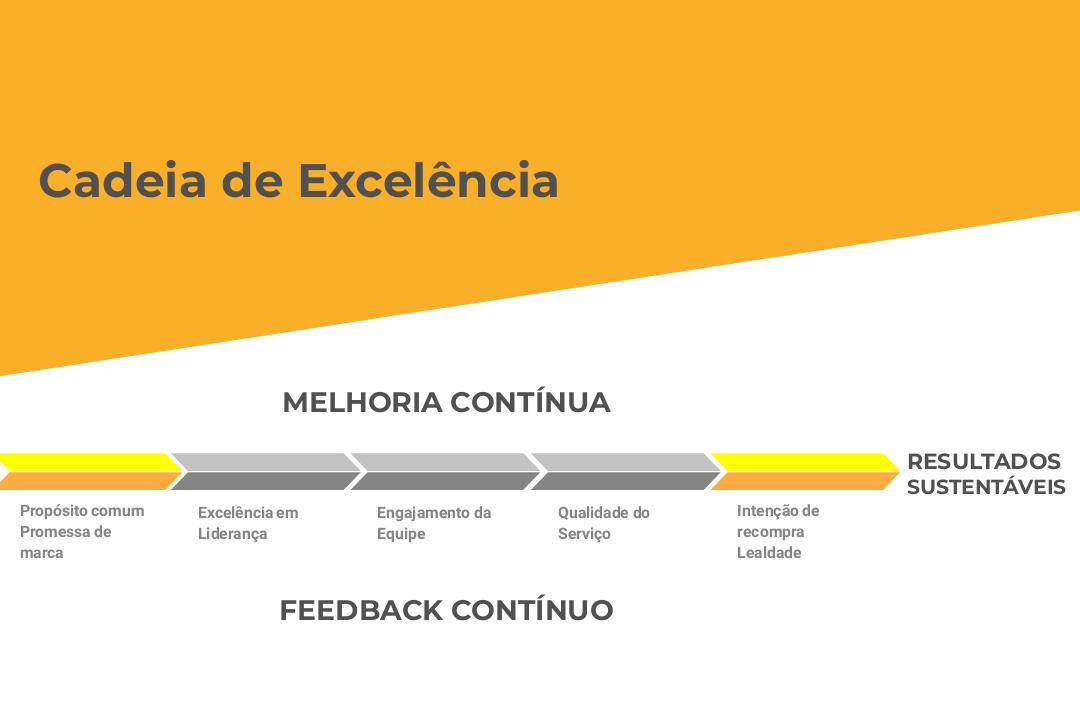 Cadeia de Excelência
MELHORIA CONTÍNUA
RESULTADOS
SUSTENTÁVEIS
Propósito comum
Promessa de
marca
Excelência em
Liderança
Engajamento da
Equipe
Qualidade do
Serviço
Intenção de
recompra
Lealdade
FEEDBACK CONTÍNUO